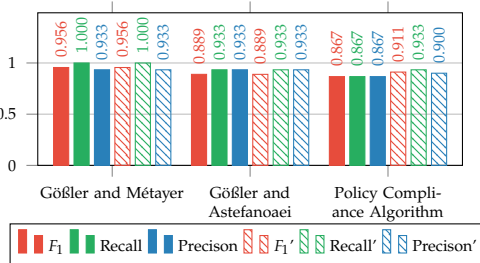 0.956 1.000 0.933 0.956 1.000 0.933 0.889 0.933 0.933 0.889 0.933 0.933 0.867 0.867 0.867 0.911 0.933 0.900
1
0.5
0
Gößler and Métayer
Gößler and
Astefanoaei
Policy Compli-
ance Algorithm
F₁ Recall Precison F₁’ Recall’ Precison’